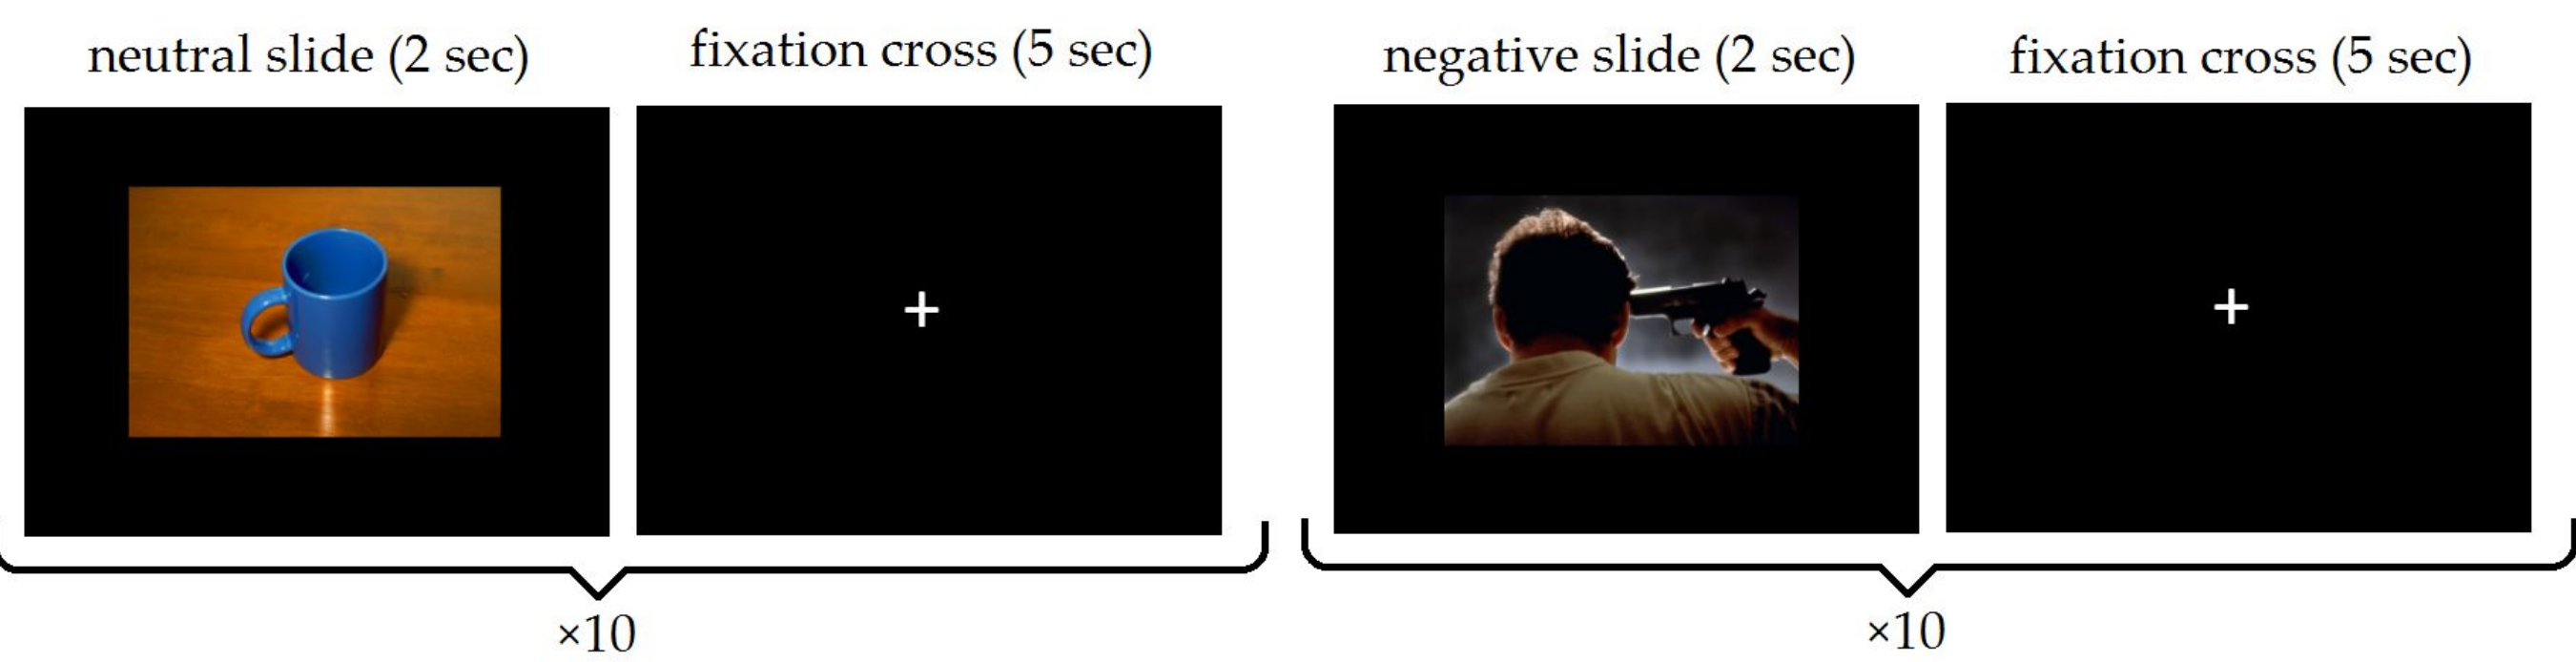 neutral slide (2 sec)
fixation cross (5 sec)
negative slide (2 sec)
fixation cross (5 sec)
×10
×10